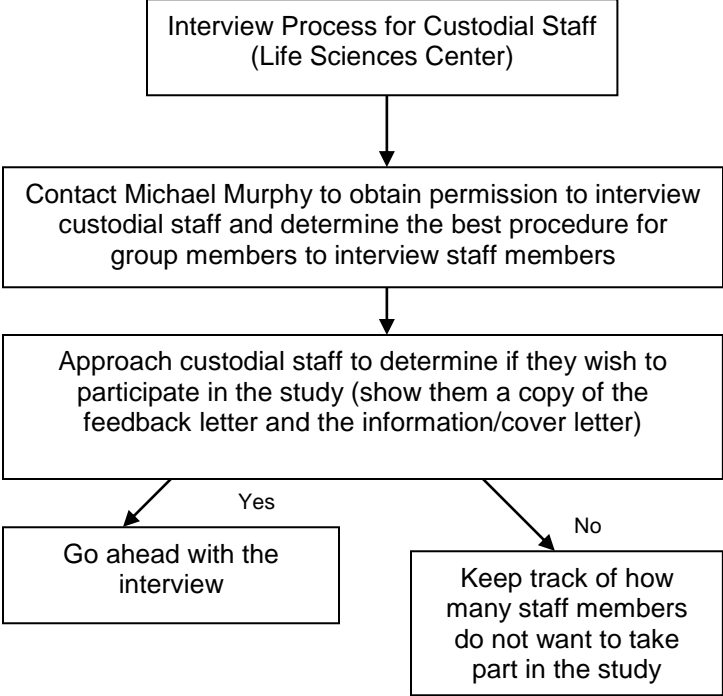 Interview Process for Custodial Staff
(Life Sciences Center)
Contact Michael Murphy to obtain permission to interview
custodial staff and determine the best procedure for
group members to interview staff members
Approach custodial staff to determine if they wish to
participate in the study (show them a copy of the
feedback letter and the information/cover letter)
Yes
No
Go ahead with the
interview
Keep track of how
many staff members
do not want to take
part in the study